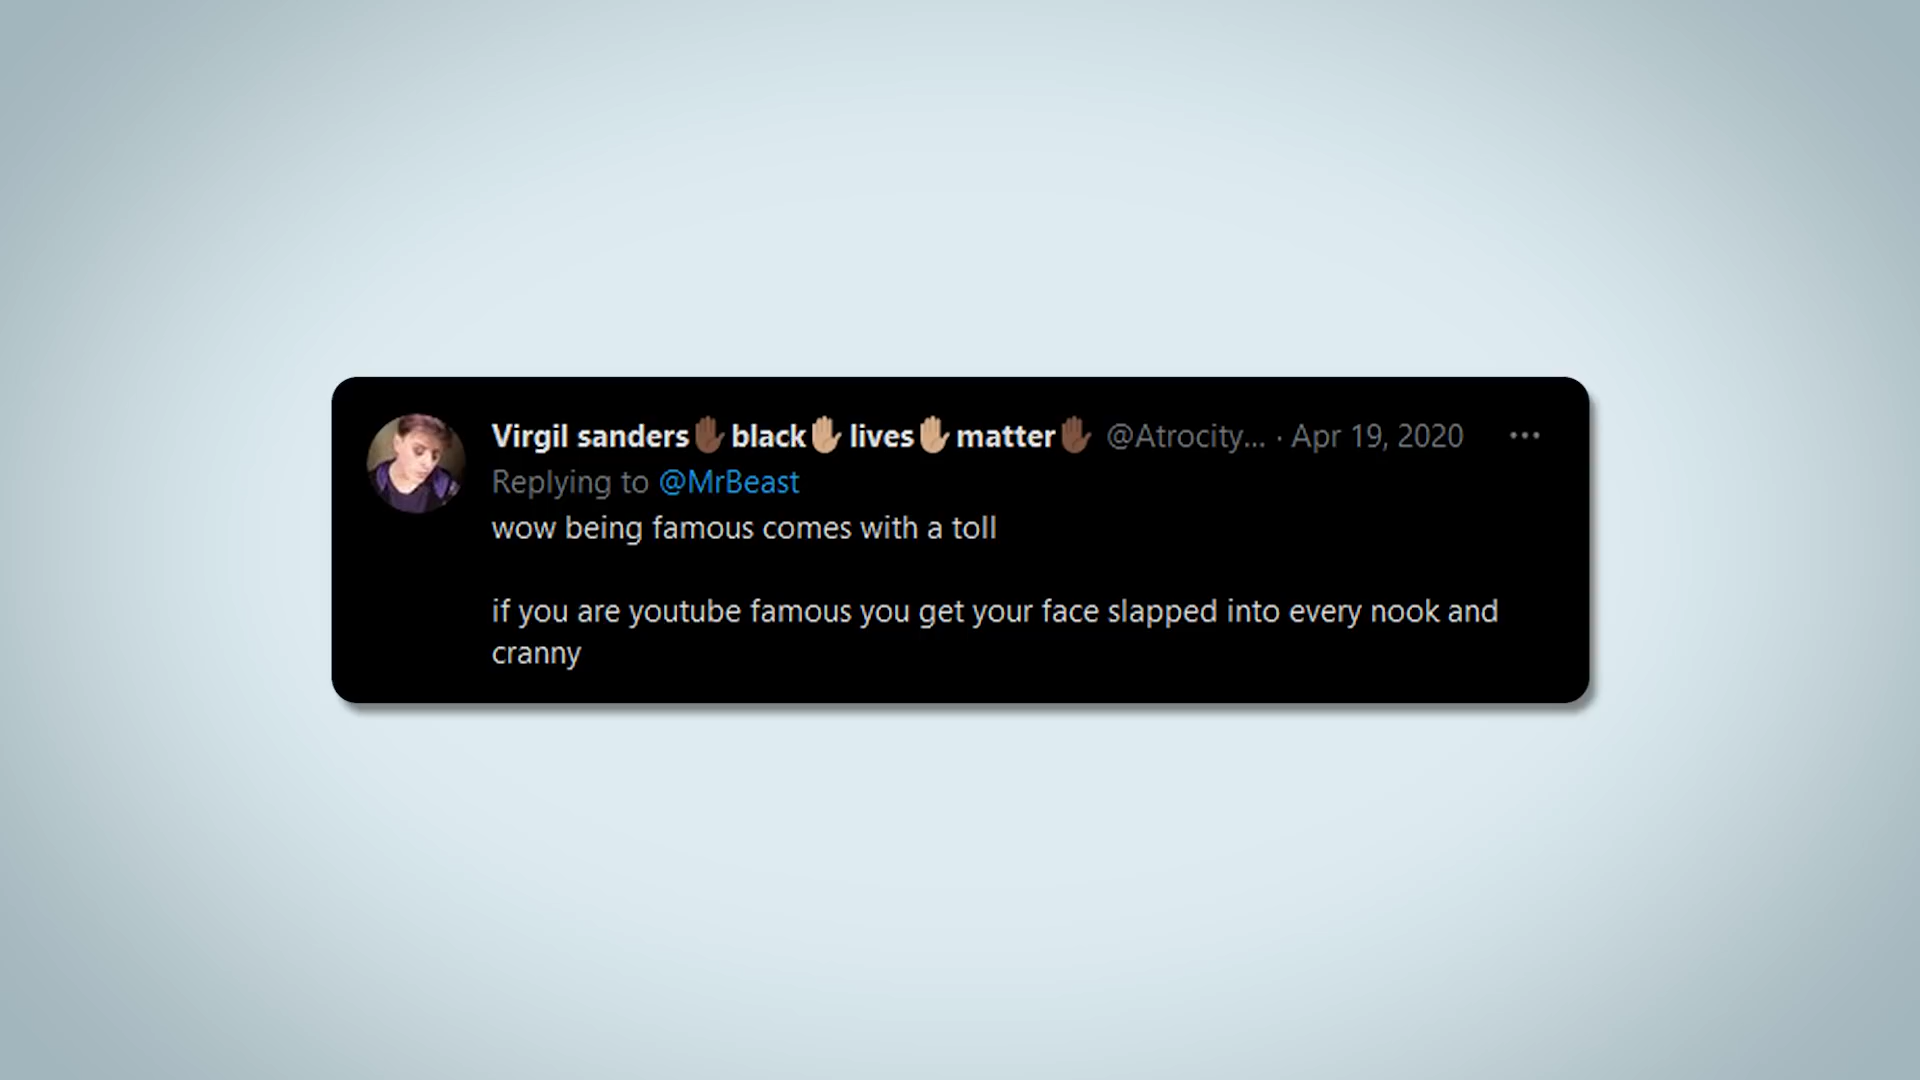 Virgil sanders🖐🏾black🖐🏼lives🖐🏼matter🖐🏾 @Atrocity... · Apr 19, 2020
Replying to @MrBeast
wow being famous comes with a toll
if you are youtube famous you get your face slapped into every nook and
cranny